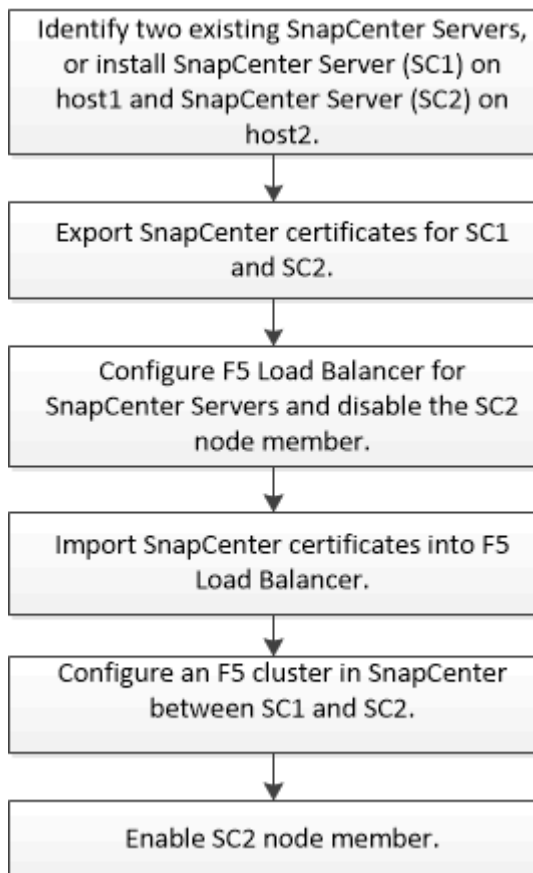 Identify two existing SnapCenter Servers,
or install SnapCenter Server (SC1) on
host1 and SnapCenter Server (SC2) on
host2.
Export SnapCenter certificates for SC1
and SC2.
Configure F5 Load Balancer for
SnapCenter Servers and disable the SC2
node member.
Import SnapCenter certificates into F5
Load Balancer.
Configure an F5 cluster in SnapCenter
between SC1 and SC2.
Enable SC2 node member.